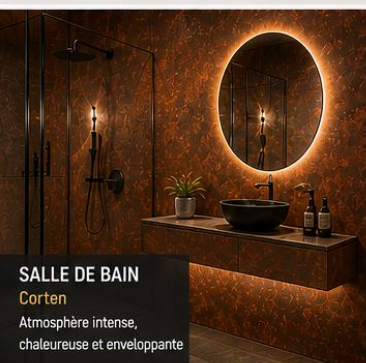 SALLE DE BAIN
Corten
Atmosphère intense,
chaleureuse et enveloppante